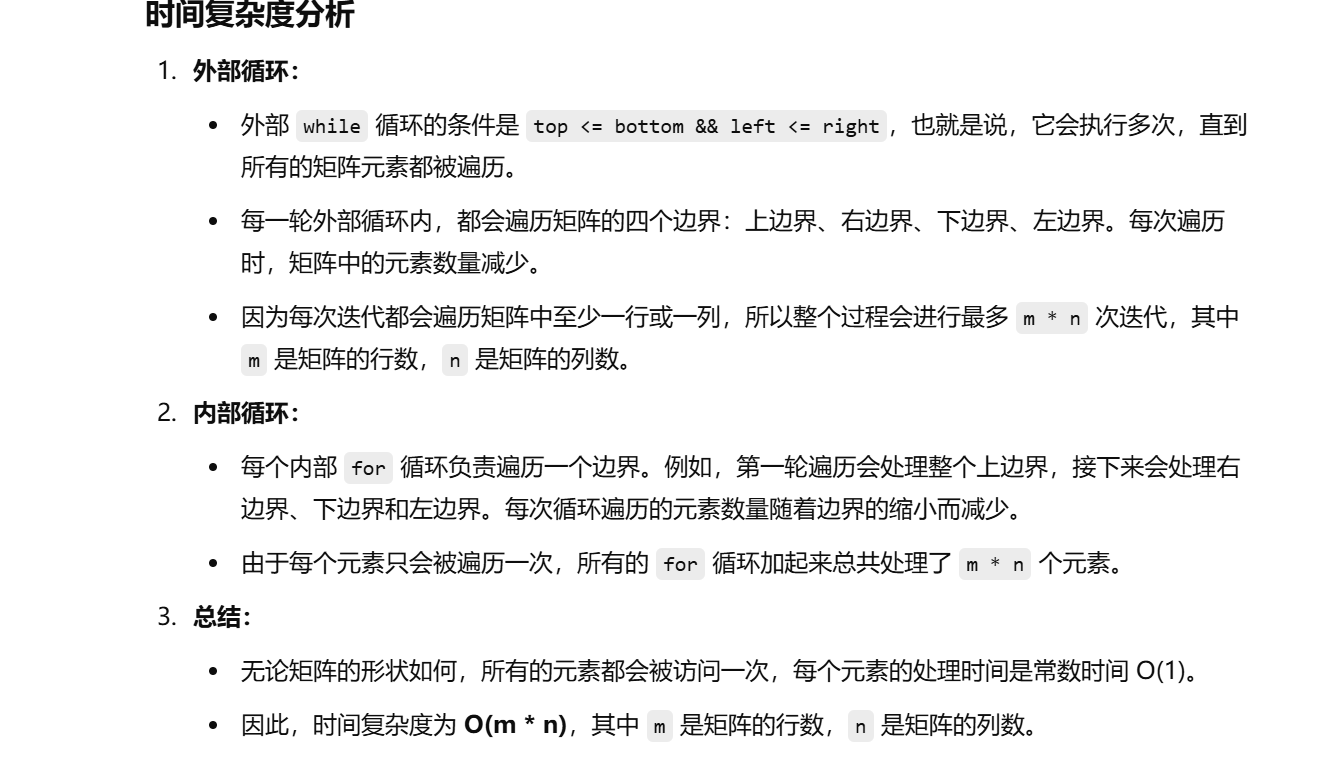 时间复杂度分析
1. 外部循环：
• 外部 while 循环的条件是 top <= bottom && left <= right，也就是说，它会执行多次，直到
所有的矩阵元素都被遍历。
• 每一轮外部循环内，都会遍历矩阵的四个边界：上边界、右边界、下边界、左边界。每次遍历
时，矩阵中的元素数量减少。
• 因为每次迭代都会遍历矩阵中至少一行或一列，所以整个过程会进行最多 m * n 次迭代，其中
m 是矩阵的行数，n 是矩阵的列数。
2. 内部循环：
• 每个内部 for 循环负责遍历一个边界。例如，第一轮遍历会处理整个上边界，接下来会处理右
边界、下边界和左边界。每次循环遍历的元素数量随着边界的缩小而减少。
• 由于每个元素只会被遍历一次，所有的 for 循环加起来总共处理了 m * n 个元素。
3. 总结：
• 无论矩阵的形状如何，所有的元素都会被访问一次，每个元素的处理时间是常数时间 O(1)。
• 因此，时间复杂度为 O(m * n)，其中 m 是矩阵的行数，n 是矩阵的列数。